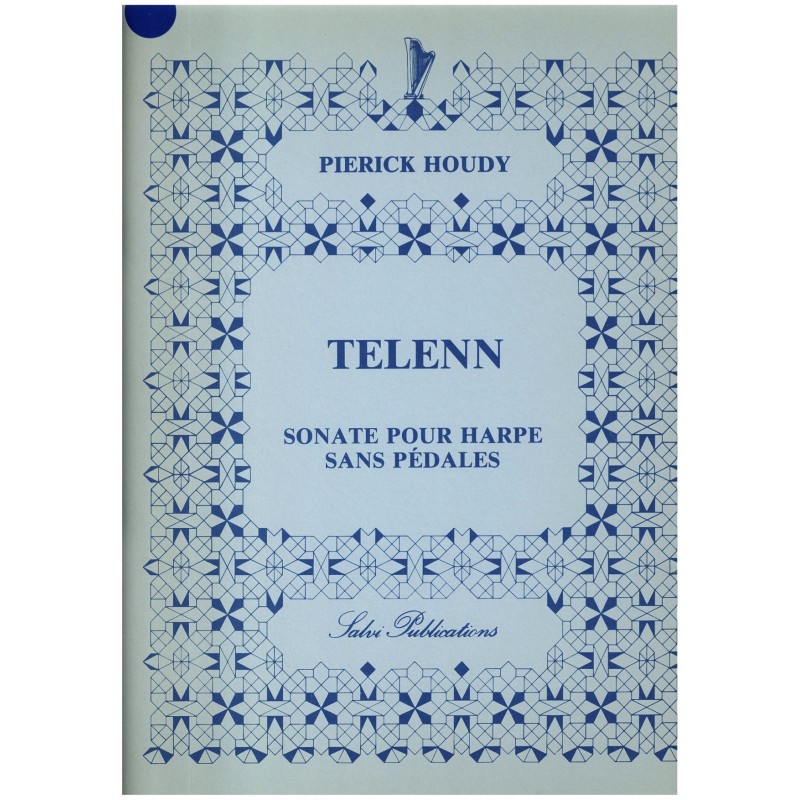 PIERICK HOUDY
TELENN
SONATE POUR HARPE
SANS PÉDALES
Salvi Publications